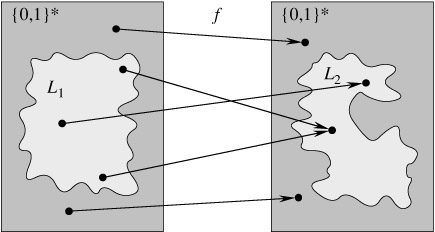 {0,1}* f {0,1}*
L₁ L₂